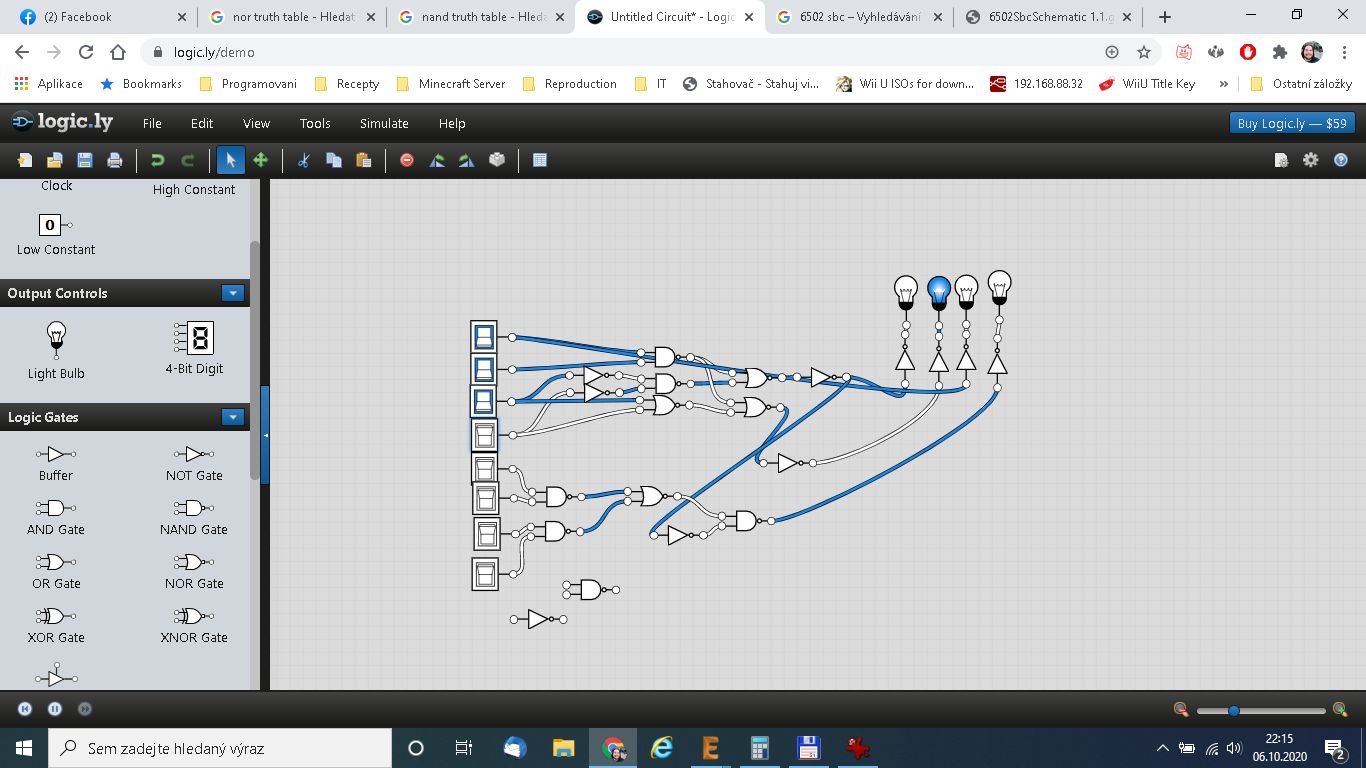 (2) Facebook
nor truth table - Hledat
nand truth table - Hleda
Untitled Circuit* - Logic
6502 sbc – Vyhledávání
6502SbcSchematic 1.1.g
logic.ly/demo
Aplikace
Bookmarks
Programovani
Recepty
Minecraft Server
Reproduction
IT
Stahovač - Stahuj vi...
Wii U ISOs for down...
192.168.88.32
WiiU Title Key
»
Ostatní záložky
logic.ly
File
Edit
View
Tools
Simulate
Help
Buy Logic.ly — $59
Clock
High Constant
0
Low Constant
Output Controls
8
Light Bulb
4-Bit Digit
Logic Gates
Buffer
NOT Gate
AND Gate
NAND Gate
OR Gate
NOR Gate
XOR Gate
XNOR Gate
Sem zadejte hledaný výraz
22:15
06.10.2020
2